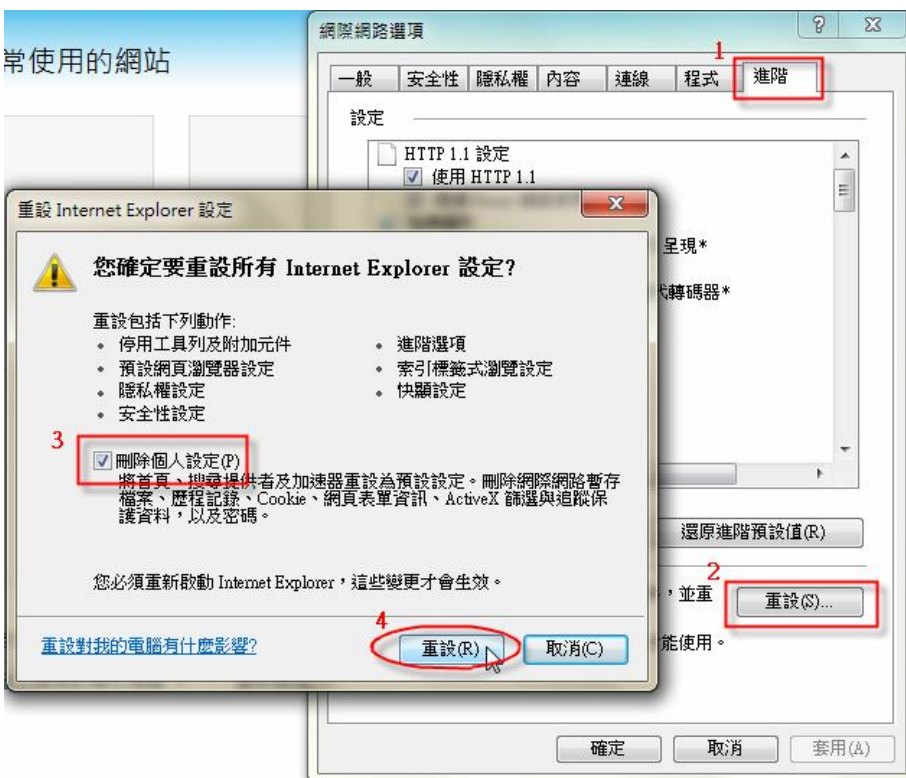 常使用的網站
網際網路選項
1
一般 安全性 隱私權 內容 連線 程式 進階
設定
HTTP 1.1 設定
使用 HTTP 1.1
呈現*
代轉碼器*
還原進階預設值(R)
2
，並重
重設(S)...
能使用。
確定 取消 套用(A)
重設 Internet Explorer 設定
您確定要重設所有 Internet Explorer 設定?
重設包括下列動作:
• 停用工具列及附加元件
• 預設網頁瀏覽器設定
• 隱私權設定
• 安全性設定
• 進階選項
• 索引標籤式瀏覽設定
• 快顯設定
3
刪除個人設定(P)
將首頁、搜尋提供者及加速器重設為預設設定。刪除網際網路暫存
檔案、歷程記錄、Cookie、網頁表單資訊、ActiveX 篩選與追蹤保
護資料，以及密碼。
您必須重新啟動 Internet Explorer，這些變更才會生效。
4
重設對我的電腦有什麼影響?
重設(R) 取消(C)